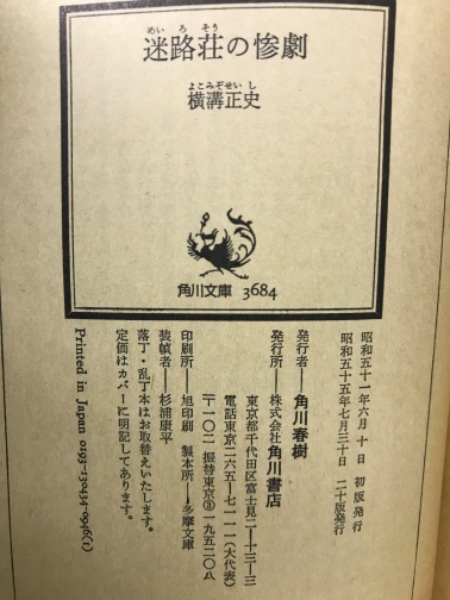 めいろそう
迷路荘の惨劇
よこみぞせいし
横溝正史
角川文庫 3684
昭和五十一年六月十日 初版発行
昭和五十五年七月三十日 二十版発行
発行者――角川春樹
発行所――株式会社角川書店
東京都千代田区富士見二―十三―三
電話東京二六五―七一一一(大代表)
〒一〇二 振替東京③一九五二〇八
印刷所――旭印刷 製本所――多摩文庫
装幀者――杉浦康平
落丁・乱丁本はお取替えいたします。
定価はカバーに明記してあります。
Printed in Japan 0193-130434-0946(1)